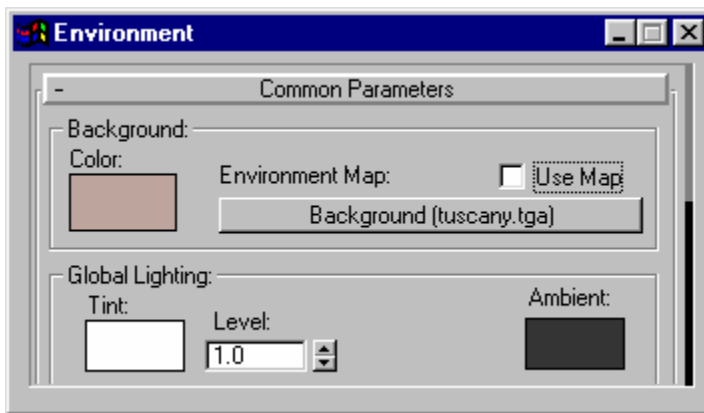 Environment
- Common Parameters
Background:
Color:
Environment Map: Use Map
Background (tuscany.tga)
Global Lighting:
Tint:
Ambient:
Level:
1.0